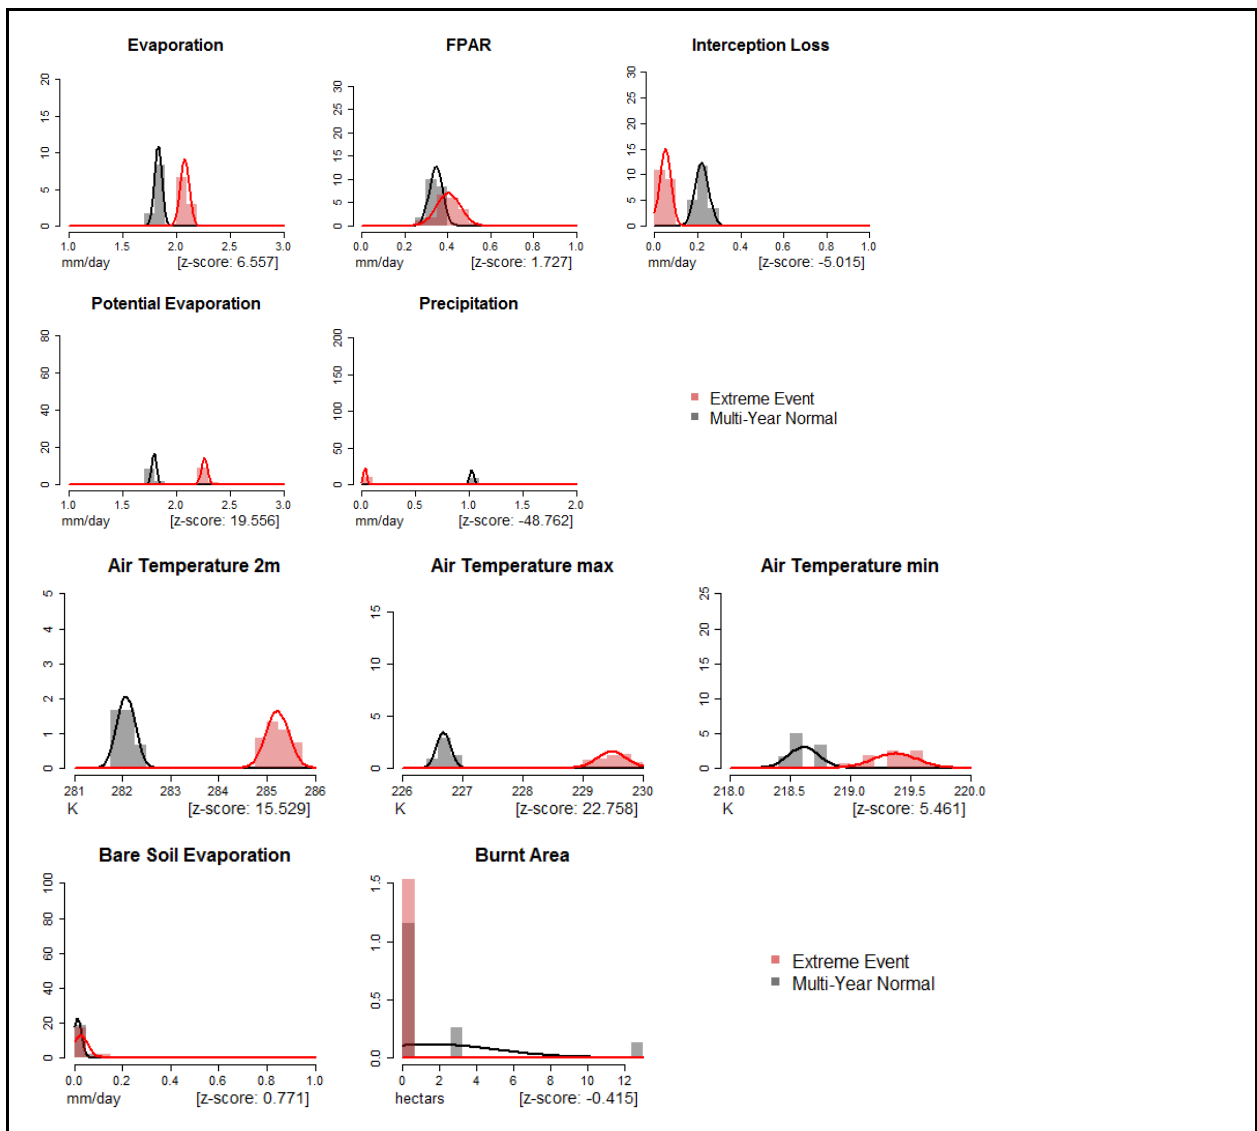 Evaporation
FPAR
Interception Loss
20
15
10
5
0
30
25
20
15
10
5
0
30
25
20
15
10
5
0
1.0 1.5 2.0 2.5 3.0
0.0 0.2 0.4 0.6 0.8 1.0
0.0 0.2 0.4 0.6 0.8 1.0
mm/day [z-score: 6.557]
mm/day [z-score: 1.727]
mm/day [z-score: -5.015]
Potential Evaporation
Precipitation
80
60
40
20
0
200
150
100
50
0
Extreme Event
Multi-Year Normal
1.0 1.5 2.0 2.5 3.0
0.0 0.5 1.0 1.5 2.0
mm/day [z-score: 19.556]
mm/day [z-score: -48.762]
Air Temperature 2m
Air Temperature max
Air Temperature min
5
4
3
2
1
0
15
10
5
0
25
20
15
10
5
0
281 282 283 284 285 286
226 227 228 229 230
218.0 218.5 219.0 219.5 220.0
K [z-score: 15.529]
K [z-score: 22.758]
K [z-score: 5.461]
Bare Soil Evaporation
Burnt Area
100
80
60
40
20
0
1.5
1.0
0.5
0.0
Extreme Event
Multi-Year Normal
0.0 0.2 0.4 0.6 0.8 1.0
0 2 4 6 8 10 12
mm/day [z-score: 0.771]
hectars [z-score: -0.415]